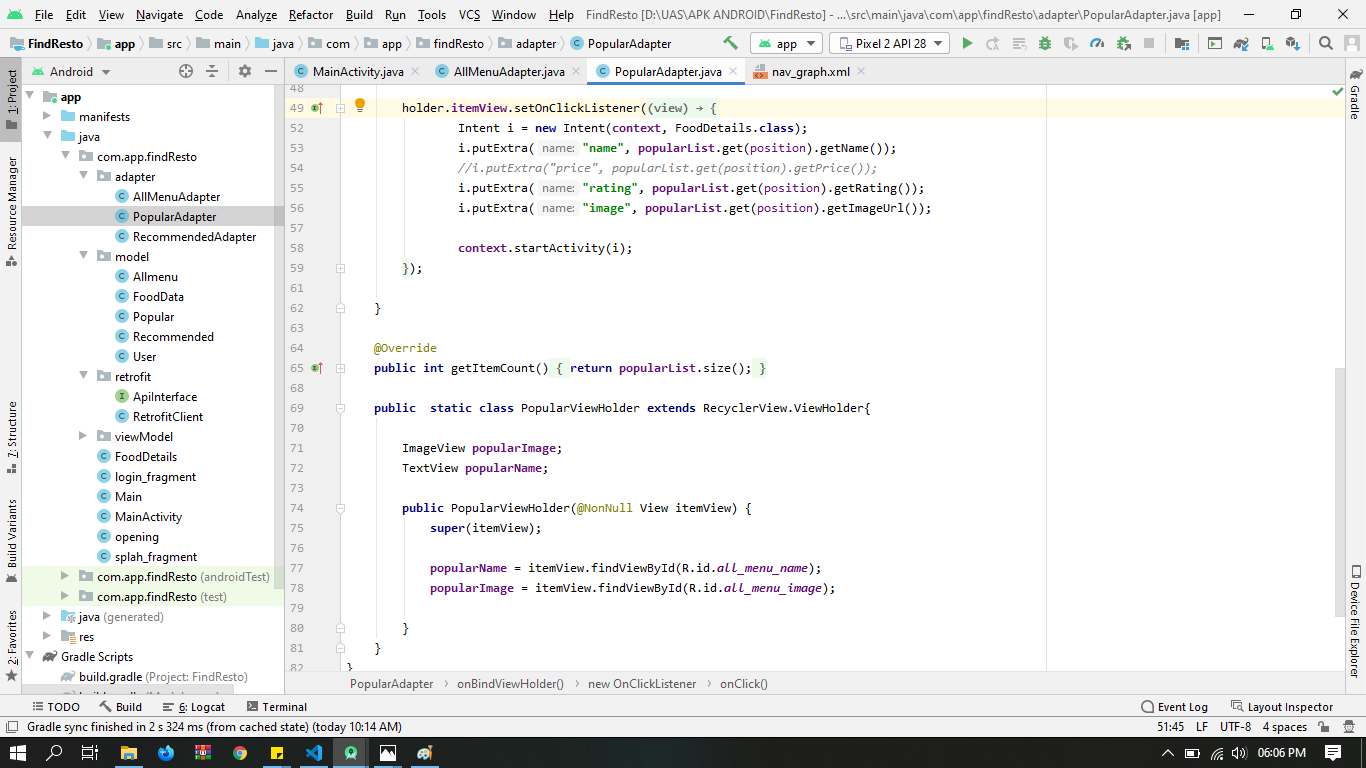 File Edit View Navigate Code Analyze Refactor Build Run Tools VCS Window Help FindResto [D:\UAS\APK ANDROID\FindResto] - ...\src\main\java\com\app\findResto\adapter\PopularAdapter.java [app]
FindResto app src main java com app findResto adapter PopularAdapter app Pixel 2 API 28
Android MainActivity.java AllMenuAdapter.java PopularAdapter.java nav_graph.xml
1: Project
Resource Manager
7: Structure
Build Variants
2: Favorites
app
manifests
java
com.app.findResto
adapter
AllMenuAdapter
PopularAdapter
RecommendedAdapter
model
Allmenu
FoodData
Popular
Recommended
User
retrofit
ApiInterface
RetrofitClient
viewModel
FoodDetails
login_fragment
Main
MainActivity
opening
splah_fragment
com.app.findResto (androidTest)
com.app.findResto (test)
java (generated)
res
Gradle Scripts
build.gradle (Project: FindResto)
48
49 holder.itemView.setOnClickListener((view) → {
52 Intent i = new Intent(context, FoodDetails.class);
53 i.putExtra( name: "name", popularList.get(position).getName());
54 //i.putExtra("price", popularList.get(position).getPrice());
55 i.putExtra( name: "rating", popularList.get(position).getRating());
56 i.putExtra( name: "image", popularList.get(position).getImageUrl());
57
58 context.startActivity(i);
59 });
61
62 }
63
64 @Override
65 public int getItemCount() { return popularList.size(); }
68
69 public static class PopularViewHolder extends RecyclerView.ViewHolder{
70
71 ImageView popularImage;
72 TextView popularName;
73
74 public PopularViewHolder(@NonNull View itemView) {
75 super(itemView);
76
77 popularName = itemView.findViewById(R.id.all_menu_name);
78 popularImage = itemView.findViewById(R.id.all_menu_image);
79
80 }
81 }
82 }
Gradle
Device File Explorer
PopularAdapter › onBindViewHolder() › new OnClickListener › onClick()
TODO Build 6: Logcat Terminal Event Log Layout Inspector
Gradle sync finished in 2 s 324 ms (from cached state) (today 10:14 AM) 51:45 LF UTF-8 4 spaces
06:06 PM